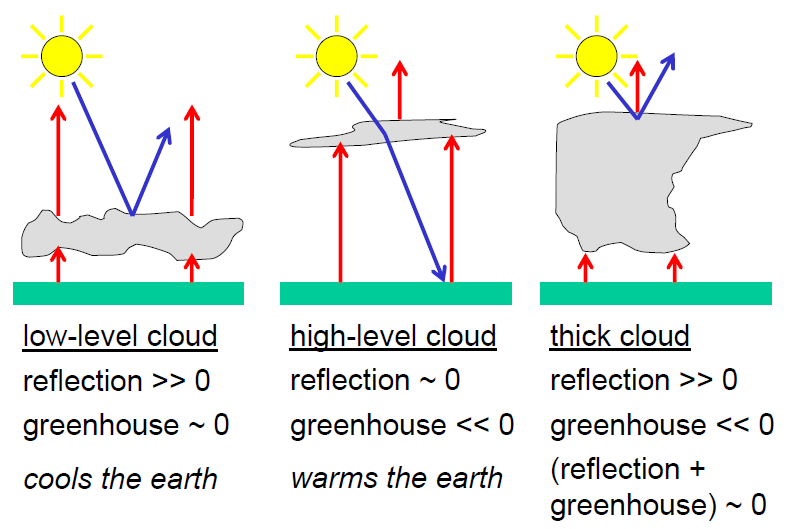 low-level cloud
reflection >> 0
greenhouse ~ 0
cools the earth
high-level cloud
reflection ~ 0
greenhouse << 0
warms the earth
thick cloud
reflection >> 0
greenhouse << 0
(reflection +
greenhouse) ~ 0